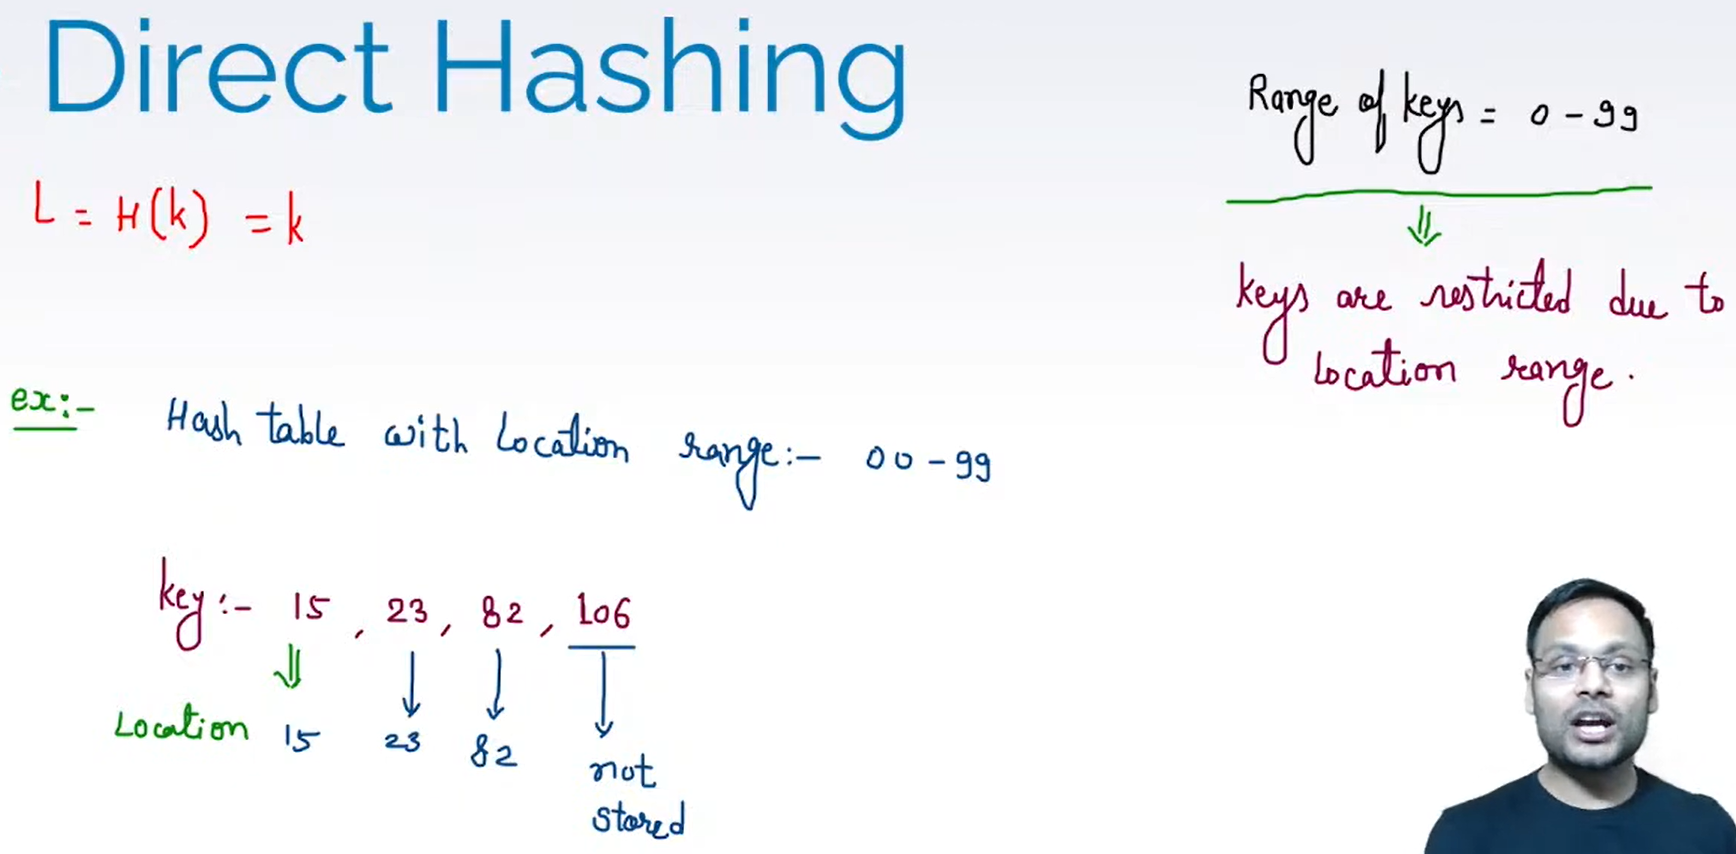 Direct Hashing
L = H(k) = k
Range of keys = 0 - 99
⇓
keys are restricted due to
Location range.
ex:-
Hash table with Location range:- 00 - 99
key:- 15, 23, 82, 106
⇓ ↓ ↓ ↓
Location 15 23 82 not
stored